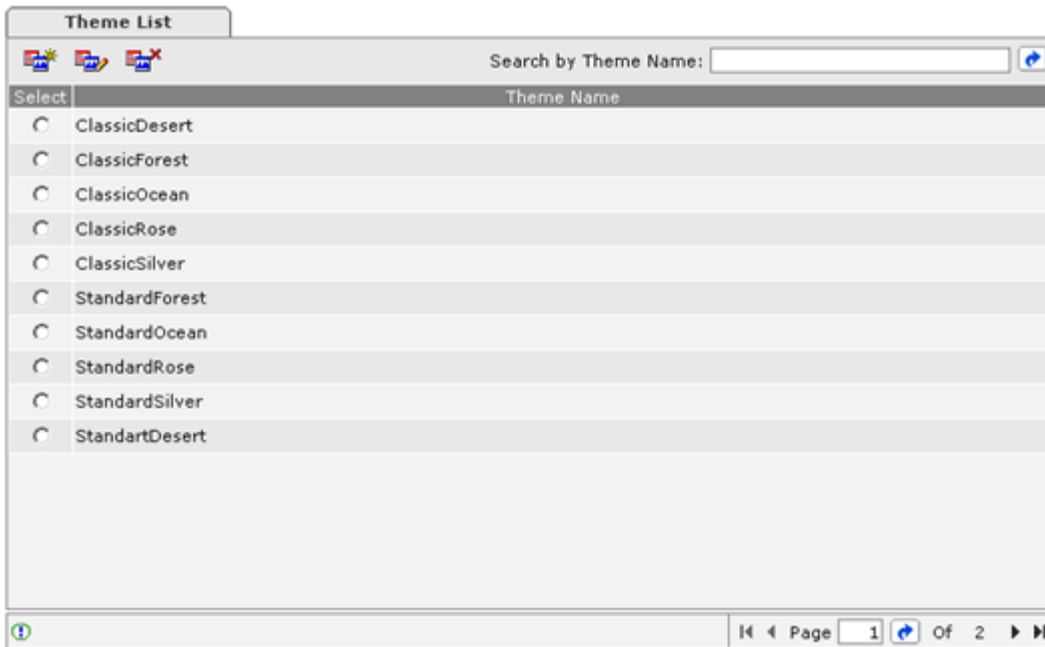 Theme List
Search by Theme Name:
Select Theme Name
ClassicDesert
ClassicForest
ClassicOcean
ClassicRose
ClassicSilver
StandardForest
StandardOcean
StandardRose
StandardSilver
StandartDesert
Page 1 Of 2